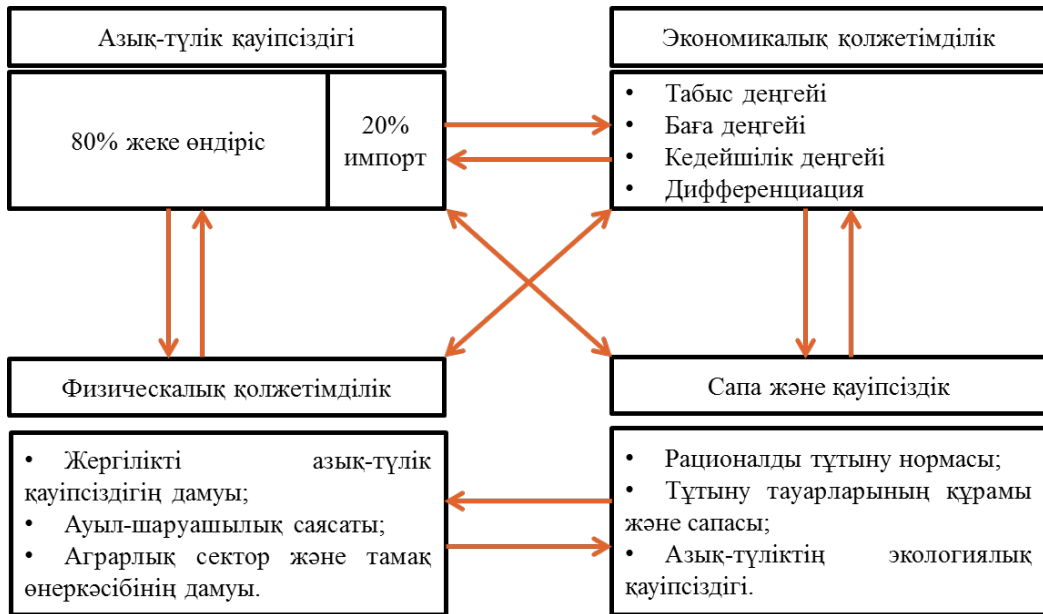 Азық-түлік қауіпсіздігі
80% жеке өндіріс
20%
импорт
Экономикалық қолжетімділік
• Табыс деңгейі
• Баға деңгейі
• Кедейшілік деңгейі
• Дифференциация
Физическалық қолжетімділік
• Жергілікті азық-түлік
қауіпсіздігің дамуы;
• Ауыл-шаруашылық саясаты;
• Аграрлық сектор және тамақ
өнеркәсібінің дамуы.
Сапа және қауіпсіздік
• Рационалды тұтыну нормасы;
• Тұтыну тауарларының құрамы
және сапасы;
• Азық-түліктің экологиялық
қауіпсіздігі.